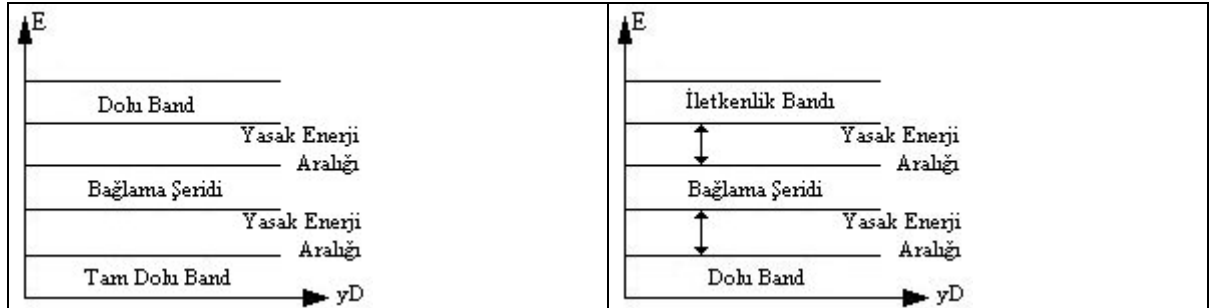 E
Dolu Band
Yasak Enerji
Aralığı
Bağlama Şeridi
Yasak Enerji
Aralığı
Tam Dolu Band
yD
E
İletkenlik Bandı
Yasak Enerji
Aralığı
Bağlama Şeridi
Yasak Enerji
Aralığı
Dolu Band
yD